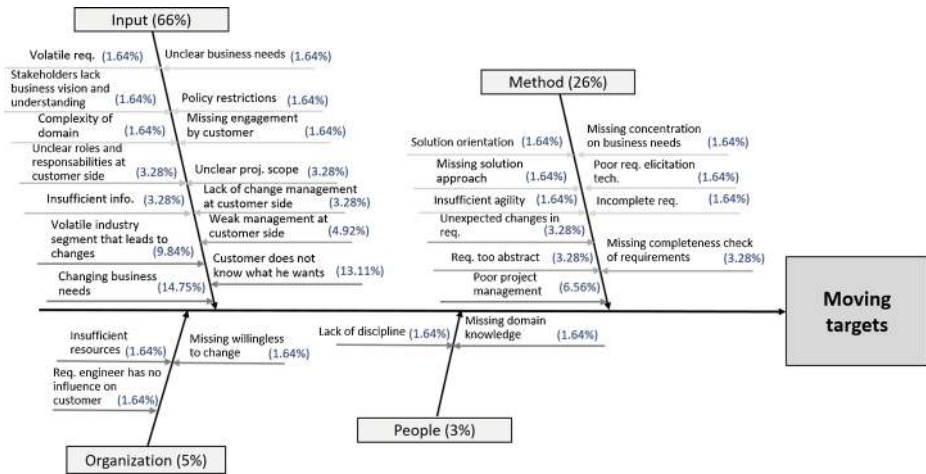 Input (66%)
Volatile req. (1.64%)
Unclear business needs (1.64%)
Stakeholders lack
business vision and
understanding (1.64%)
Policy restrictions (1.64%)
Complexity of
domain (1.64%)
Missing engagement
by customer (1.64%)
Unclear roles and
responsabilities at
customer side (3.28%)
Unclear proj. scope (3.28%)
Insufficient info. (3.28%)
Lack of change management
at customer side (3.28%)
Weak management at
customer side (4.92%)
Volatile industry
segment that leads to
changes (9.84%)
Customer does not
know what he wants (13.11%)
Changing business
needs (14.75%)
Method (26%)
Solution orientation (1.64%)
Missing concentration
on business needs (1.64%)
Missing solution
approach (1.64%)
Poor req. elicitation
tech. (1.64%)
Insufficient agility (1.64%)
Incomplete req. (1.64%)
Unexpected changes in
req. (3.28%)
Req. too abstract (3.28%)
Missing completeness check
of requirements (3.28%)
Poor project
management (6.56%)
Moving
targets
Insufficient
resources (1.64%)
Missing willingless
to change (1.64%)
Req. engineer has no
influence on
customer (1.64%)
Organization (5%)
Lack of discipline (1.64%)
Missing domain
knowledge (1.64%)
People (3%)